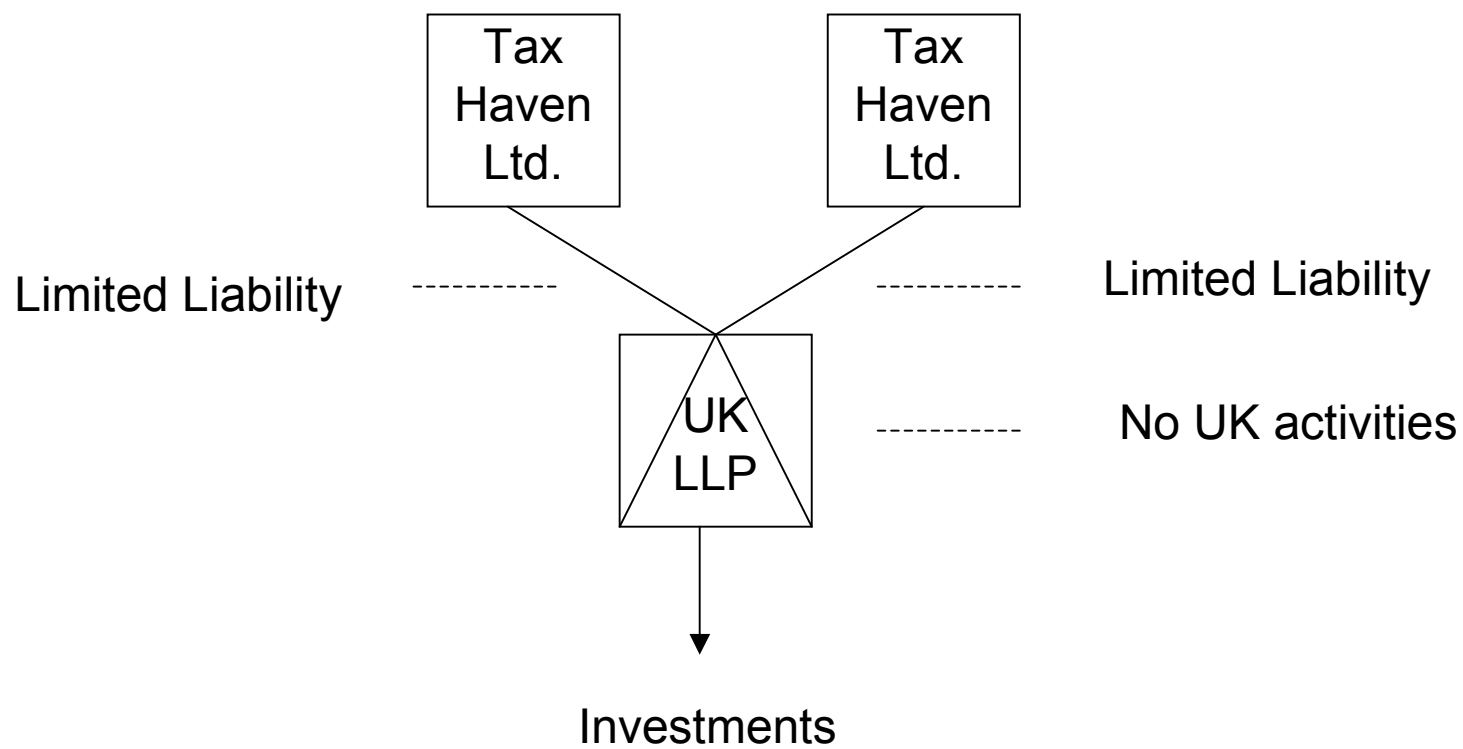 Tax
Haven
Ltd.
Tax
Haven
Ltd.
Limited Liability
Limited Liability
UK
LLP
No UK activities
Investments